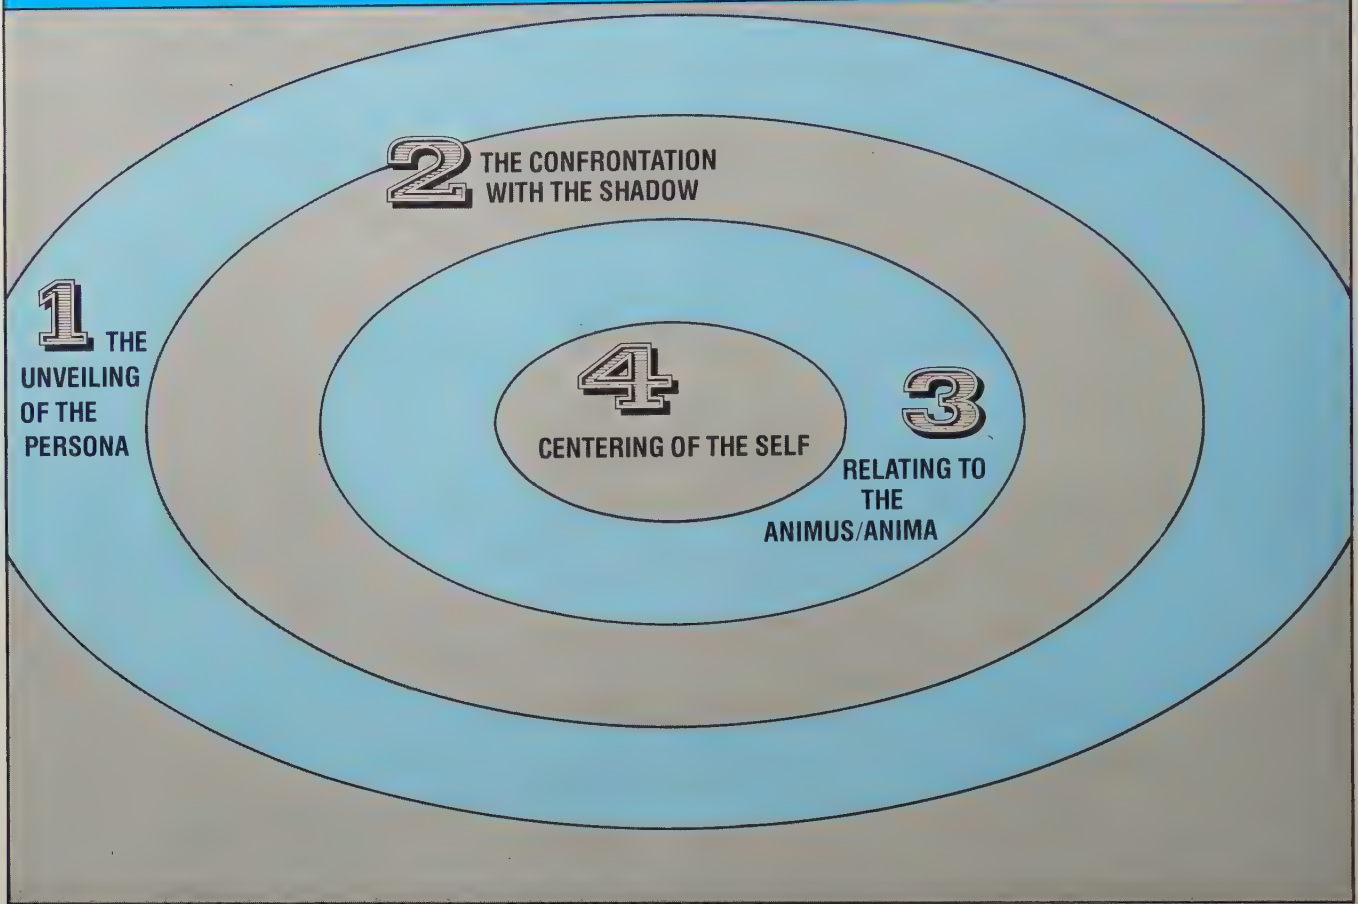 1 THE
UNVEILING
OF THE
PERSONA
2 THE CONFRONTATION
WITH THE SHADOW
3
RELATING TO
THE
ANIMUS/ANIMA
4
CENTERING OF THE SELF